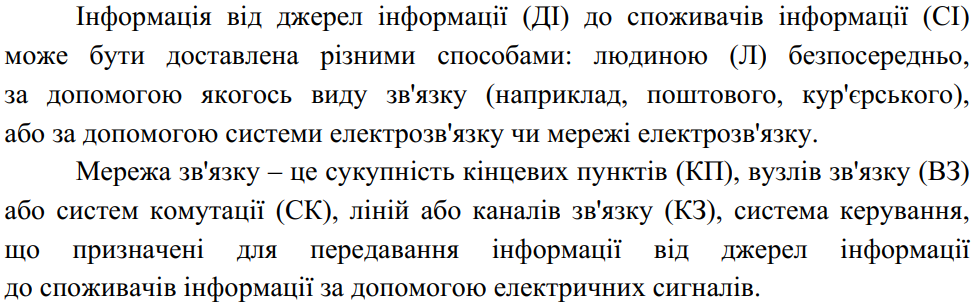 Інформація від джерел інформації (ДІ) до споживачів інформації (СІ)
може бути доставлена різними способами: людиною (Л) безпосередньо,
за допомогою якогось виду зв'язку (наприклад, поштового, кур'єрського),
або за допомогою системи електрозв'язку чи мережі електрозв'язку.
Мережа зв'язку – це сукупність кінцевих пунктів (КП), вузлів зв'язку (ВЗ)
або систем комутації (СК), ліній або каналів зв'язку (КЗ), система керування,
що призначені для передавання інформації від джерел інформації
до споживачів інформації за допомогою електричних сигналів.